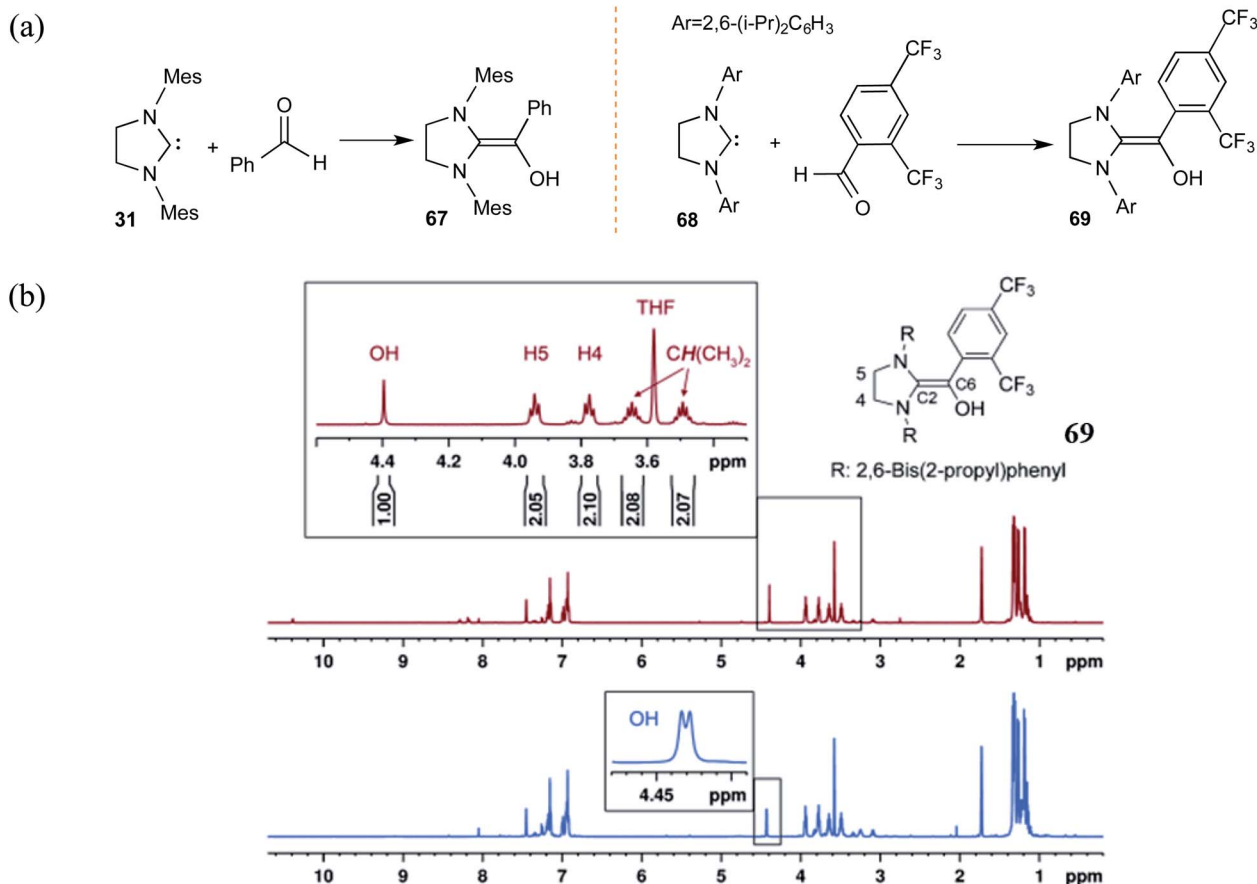 (a)
Ar=2,6-(i-Pr)₂C₆H₃
Mes
N
:
N
Mes
31
+
O
Ph
H
Mes
N
Ph
N
OH
Mes
67
Ar
N
:
N
Ar
68
+
CF₃
H
CF₃
O
CF₃
Ar
N
CF₃
N
OH
Ar
69
(b)
OH
H5
H4
THF
CH(CH₃)₂
4.4 4.2 4.0 3.8 3.6 ppm
1.00 2.05 2.10 2.08 2.07
CF₃
R
5
N
C6
CF₃
C2
4
N
OH
R
69
R: 2,6-Bis(2-propyl)phenyl
10 9 8 7 6 5 4 3 2 1 ppm
OH
4.45 ppm
10 9 8 7 6 5 4 3 2 1 ppm